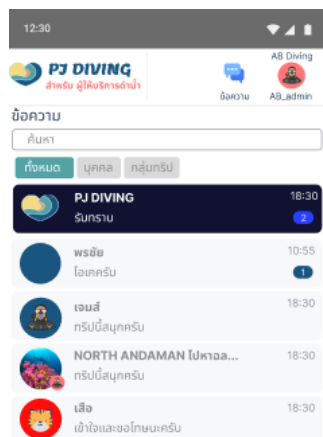 12:30
PJ DIVING
สำหรับ ผู้ให้บริการดำน้ำ
ข้อความ
AB Diving
AB_admin
ข้อความ
ค้นหา
ทั้งหมด บุคคล กลุ่มทริป
PJ DIVING 18:30
รับทราบ 2
พรชัย 10:55
โอเคครับ 1
เจมส์ 18:30
ทริปนี้สนุกครับ
NORTH ANDAMAN ไปหาฉล... 18:30
ทริปนี้สนุกครับ
เสือ 18:30
เข้าใจและขอโทษนะครับ